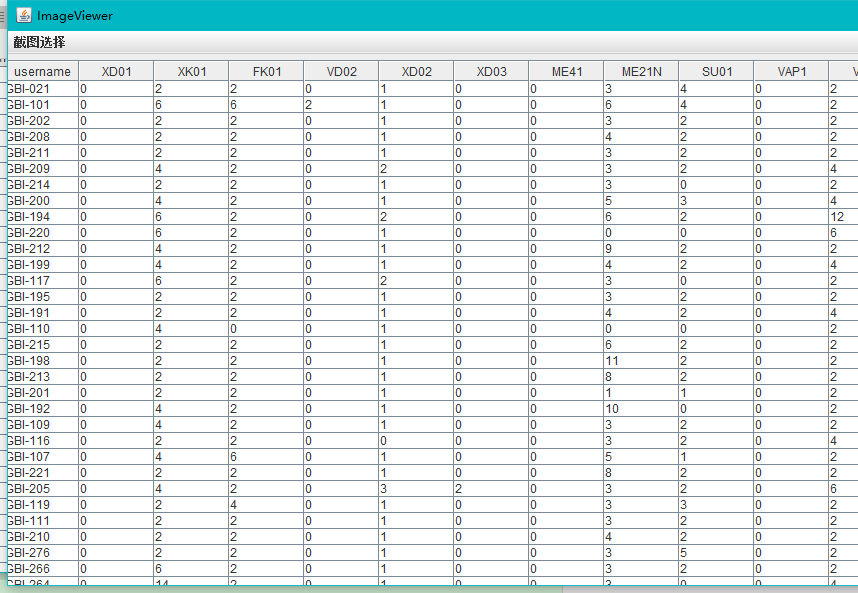 ImageViewer
截图选择
username XD01 XK01 FK01 VD02 XD02 XD03 ME41 ME21N SU01 VAP1
GBI-021 0 2 2 0 1 0 0 3 4 0 2
GBI-101 0 6 6 2 1 0 0 6 4 0 2
GBI-202 0 2 2 0 1 0 0 3 2 0 2
GBI-208 0 2 2 0 1 0 0 4 2 0 2
GBI-211 0 2 2 0 1 0 0 3 2 0 2
GBI-209 0 4 2 0 2 0 0 3 2 0 4
GBI-214 0 2 2 0 1 0 0 3 0 0 2
GBI-200 0 4 2 0 1 0 0 5 3 0 4
GBI-194 0 6 2 0 2 0 0 6 2 0 12
GBI-220 0 6 2 0 1 0 0 0 0 0 6
GBI-212 0 4 2 0 1 0 0 9 2 0 2
GBI-199 0 4 2 0 1 0 0 4 2 0 4
GBI-117 0 6 2 0 2 0 0 3 0 0 2
GBI-195 0 2 2 0 1 0 0 3 2 0 2
GBI-191 0 2 2 0 1 0 0 4 2 0 4
GBI-110 0 4 0 0 1 0 0 0 0 0 2
GBI-215 0 2 2 0 1 0 0 6 2 0 2
GBI-198 0 2 2 0 1 0 0 11 2 0 2
GBI-213 0 2 2 0 1 0 0 8 2 0 2
GBI-201 0 2 2 0 1 0 0 1 1 0 2
GBI-192 0 4 2 0 1 0 0 10 0 0 2
GBI-109 0 4 2 0 1 0 0 3 2 0 2
GBI-116 0 2 2 0 0 0 0 3 2 0 4
GBI-107 0 4 6 0 1 0 0 5 1 0 2
GBI-221 0 2 2 0 1 0 0 8 2 0 2
GBI-205 0 4 2 0 3 2 0 3 2 0 6
GBI-119 0 2 4 0 1 0 0 3 3 0 2
GBI-111 0 2 2 0 1 0 0 3 2 0 2
GBI-210 0 2 2 0 1 0 0 4 2 0 2
GBI-276 0 2 2 0 1 0 0 3 5 0 2
GBI-266 0 6 2 0 1 0 0 3 2 0 2
GBI-264 0 14 2 0 1 0 0 3 0 0 4